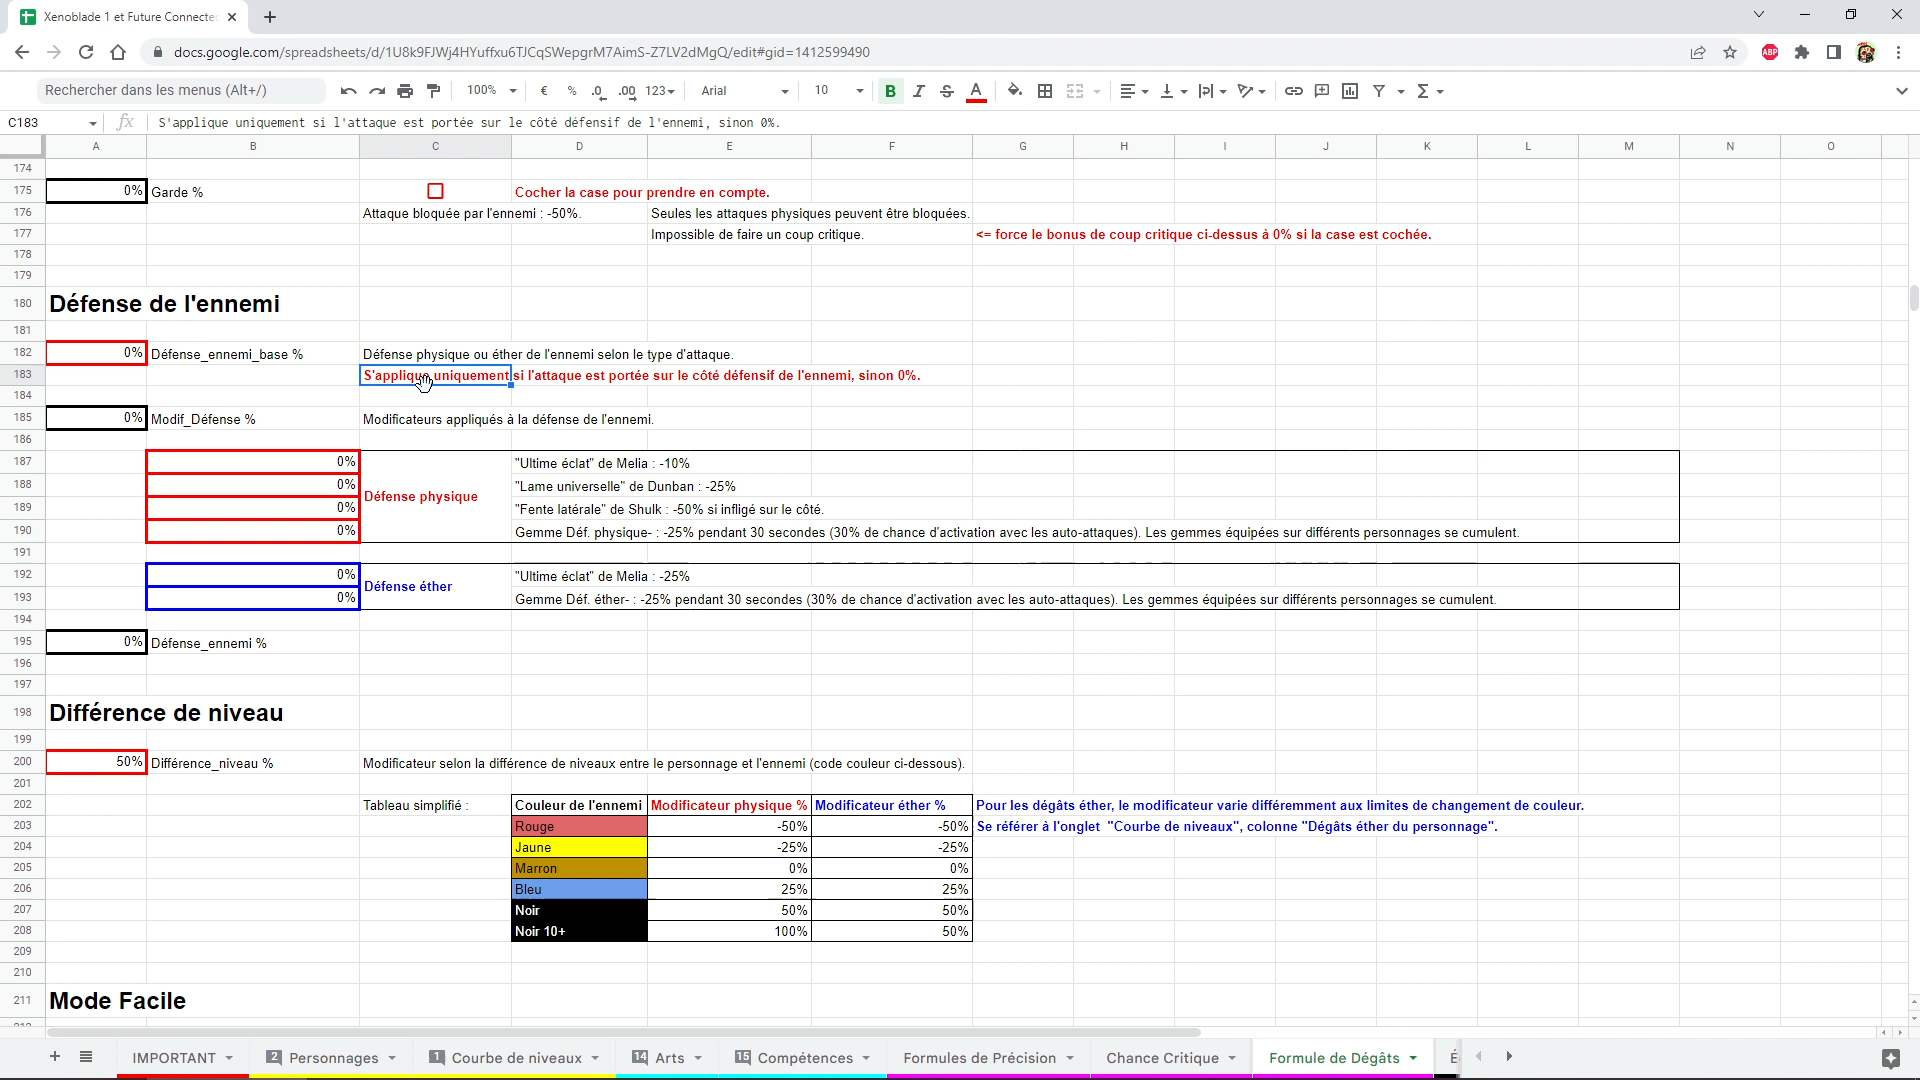 Xenoblade 1 et Future Connected
docs.google.com/spreadsheets/d/1U8k9FJWj4HYuffxu6TJCqSWepgrM7AimS-Z7LV2dMgQ/edit#gid=1412599490
ABP
Rechercher dans les menus (Alt+/)
100% € % .0 .00 123 Arial 10 B I S A
C183 fx S'applique uniquement si l'attaque est portée sur le côté défensif de l'ennemi, sinon 0%.
A B C D E F G H I J K L M N O
174
175 0% Garde % Cocher la case pour prendre en compte.
176 Attaque bloquée par l'ennemi : -50%. Seules les attaques physiques peuvent être bloquées.
177 Impossible de faire un coup critique. <= force le bonus de coup critique ci-dessus à 0% si la case est cochée.
178
179
180 Défense de l'ennemi
181
182 0% Défense_ennemi_base % Défense physique ou éther de l'ennemi selon le type d'attaque.
183 S'applique uniquement si l'attaque est portée sur le côté défensif de l'ennemi, sinon 0%.
184
185 0% Modif_Défense % Modificateurs appliqués à la défense de l'ennemi.
186
187 0% "Ultime éclat" de Melia : -10%
188 0% "Lame universelle" de Dunban : -25%
Défense physique
189 0% "Fente latérale" de Shulk : -50% si infligé sur le côté.
190 0% Gemme Déf. physique- : -25% pendant 30 secondes (30% de chance d'activation avec les auto-attaques). Les gemmes équipées sur différents personnages se cumulent.
191
192 0% "Ultime éclat" de Melia : -25%
Défense éther
193 0% Gemme Déf. éther- : -25% pendant 30 secondes (30% de chance d'activation avec les auto-attaques). Les gemmes équipées sur différents personnages se cumulent.
194
195 0% Défense_ennemi %
196
197
198 Différence de niveau
199
200 50% Différence_niveau % Modificateur selon la différence de niveaux entre le personnage et l'ennemi (code couleur ci-dessous).
201
202 Tableau simplifié : Couleur de l'ennemi Modificateur physique % Modificateur éther % Pour les dégâts éther, le modificateur varie différemment aux limites de changement de couleur.
203 Rouge -50% -50% Se référer à l'onglet "Courbe de niveaux", colonne "Dégâts éther du personnage".
204 Jaune -25% -25%
205 Marron 0% 0%
206 Bleu 25% 25%
207 Noir 50% 50%
208 Noir 10+ 100% 50%
209
210
211 Mode Facile
212
IMPORTANT 2 Personnages 1 Courbe de niveaux 14 Arts 15 Compétences Formules de Précision Chance Critique Formule de Dégâts É